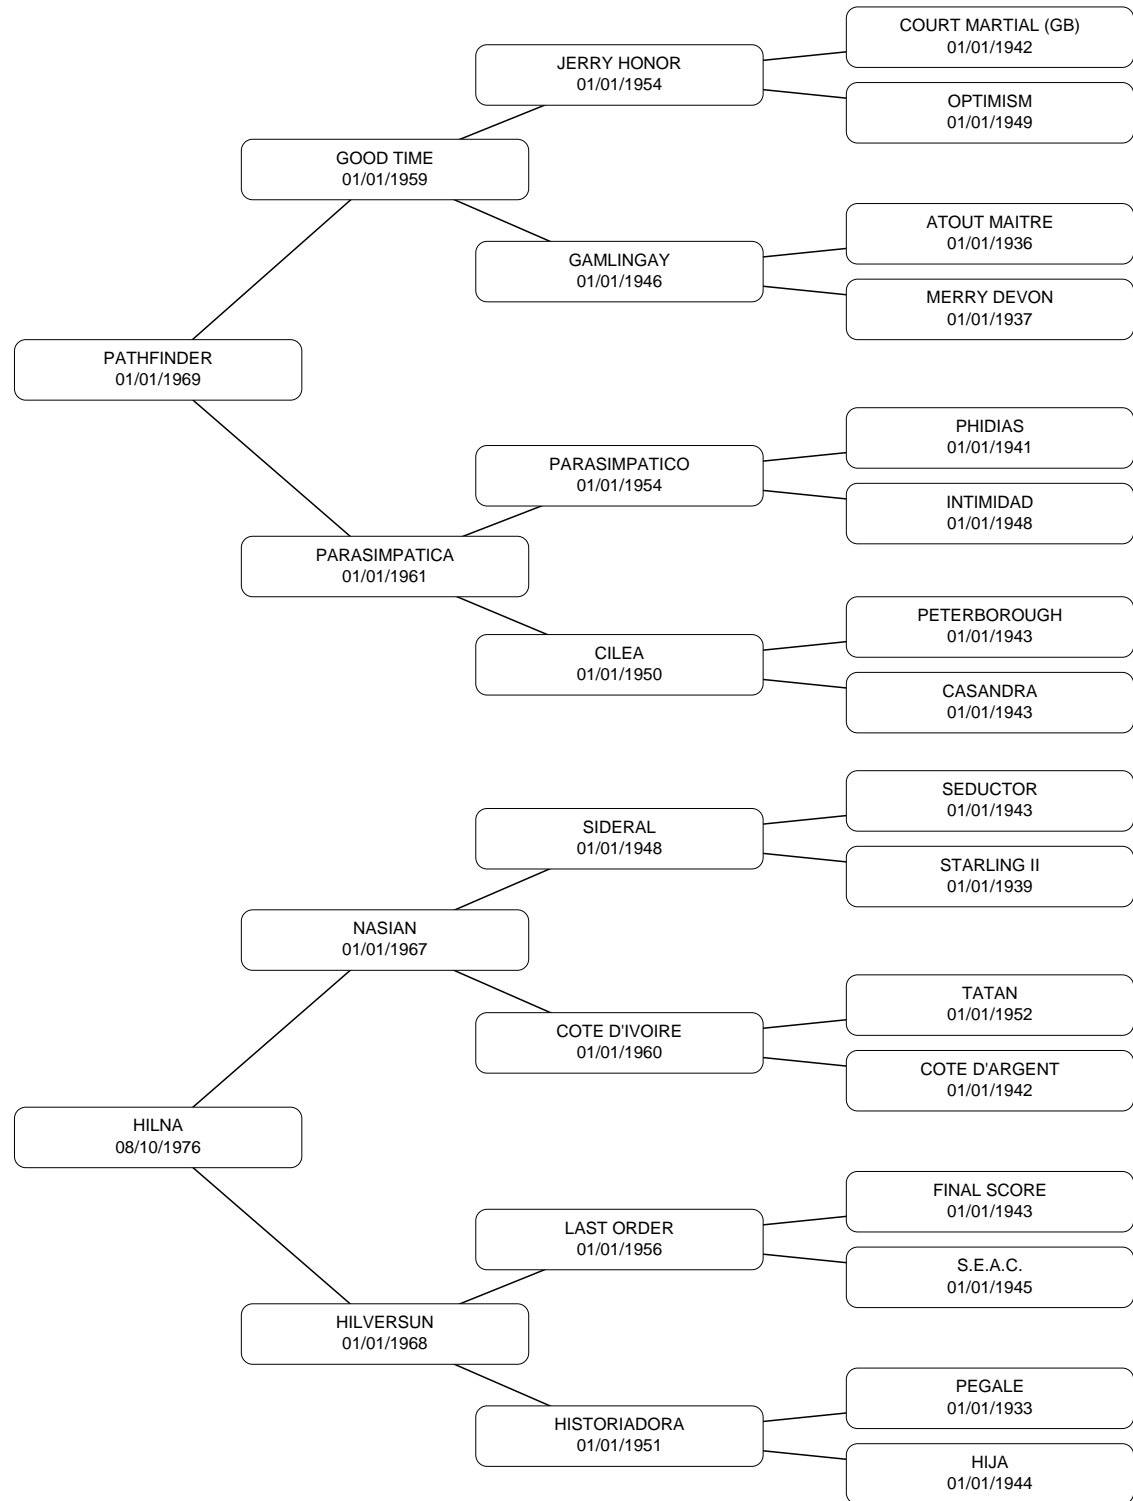 COURT MARTIAL (GB)
01/01/1942
JERRY HONOR
01/01/1954
OPTIMISM
01/01/1949
GOOD TIME
01/01/1959
ATOUT MAITRE
01/01/1936
GAMLINGAY
01/01/1946
MERRY DEVON
01/01/1937
PATHFINDER
01/01/1969
PHIDIAS
01/01/1941
PARASIMPATICO
01/01/1954
INTIMIDAD
01/01/1948
PARASIMPATICA
01/01/1961
PETERBOROUGH
01/01/1943
CILEA
01/01/1950
CASANDRA
01/01/1943
SEDUCTOR
01/01/1943
SIDERAL
01/01/1948
STARLING II
01/01/1939
NASIAN
01/01/1967
TATAN
01/01/1952
COTE D'IVOIRE
01/01/1960
COTE D'ARGENT
01/01/1942
HILNA
08/10/1976
FINAL SCORE
01/01/1943
LAST ORDER
01/01/1956
S.E.A.C.
01/01/1945
HILVERSUN
01/01/1968
PEGALE
01/01/1933
HISTORIADORA
01/01/1951
HIJA
01/01/1944